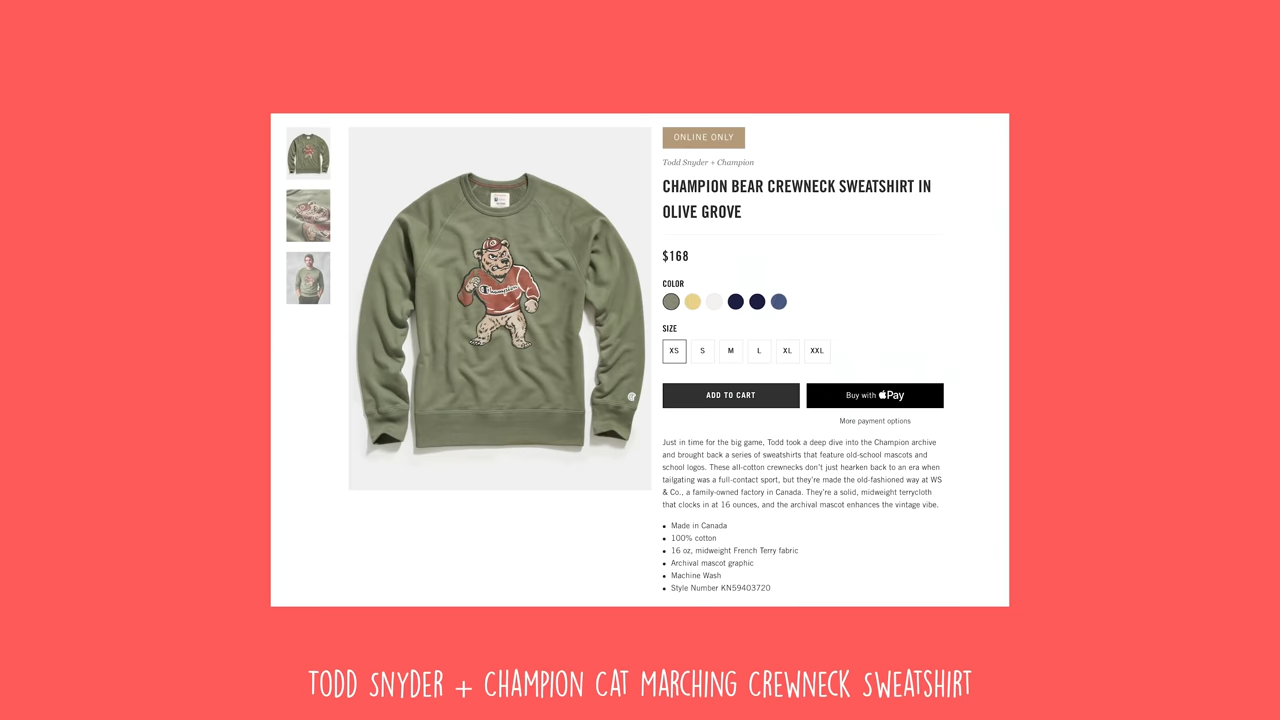 ONLINE ONLY
Todd Snyder + Champion
CHAMPION BEAR CREWNECK SWEATSHIRT IN
OLIVE GROVE
$168
COLOR
SIZE
XS S M L XL XXL
ADD TO CART
Buy with Pay
More payment options
Just in time for the big game, Todd took a deep dive into the Champion archive
and brought back a series of sweatshirts that feature old-school mascots and
school logos. These all-cotton crewnecks don't just hearken back to an era when
tailgating was a full-contact sport, but they're made the old-fashioned way at WS
& Co., a family-owned factory in Canada. They're a solid, midweight terrycloth
that clocks in at 16 ounces, and the archival mascot enhances the vintage vibe.
• Made in Canada
• 100% cotton
• 16 oz, midweight French Terry fabric
• Archival mascot graphic
• Machine Wash
• Style Number KN59403720
Champion
TODD SNYDER + CHAMPION CAT MARCHING CREWNECK SWEATSHIRT